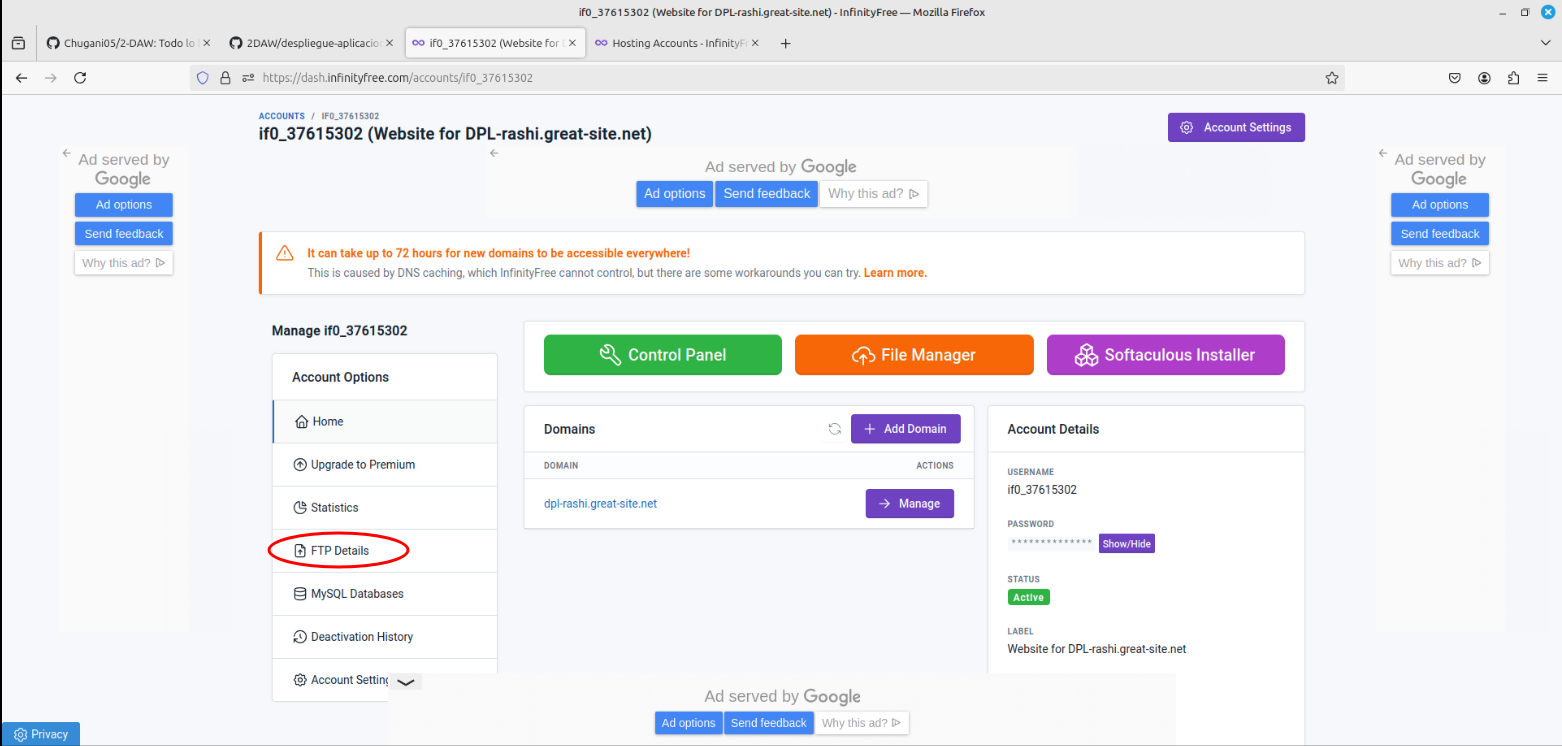 if0_37615302 (Website for DPL-rashi.great-site.net) - InfinityFree — Mozilla Firefox
Chugani05/2-DAW: Todo lo
2DAW/despliegue-aplicacio
if0_37615302 (Website for
Hosting Accounts - InfinityF
https://dash.infinityfree.com/accounts/if0_37615302
ACCOUNTS / IF0_37615302
if0_37615302 (Website for DPL-rashi.great-site.net)
Account Settings
Ad served by
Google
Ad options
Send feedback
Why this ad?
Ad served by Google
Ad options Send feedback Why this ad?
Ad served by
Google
Ad options
Send feedback
Why this ad?
It can take up to 72 hours for new domains to be accessible everywhere!
This is caused by DNS caching, which InfinityFree cannot control, but there are some workarounds you can try. Learn more.
Manage if0_37615302
Account Options
Home
Upgrade to Premium
Statistics
FTP Details
MySQL Databases
Deactivation History
Account Setting
Control Panel
File Manager
Softaculous Installer
Domains
Add Domain
DOMAIN ACTIONS
dpl-rashi.great-site.net Manage
Account Details
USERNAME
if0_37615302
PASSWORD
************** Show/Hide
STATUS
Active
LABEL
Website for DPL-rashi.great-site.net
Ad served by Google
Ad options Send feedback Why this ad?
Privacy